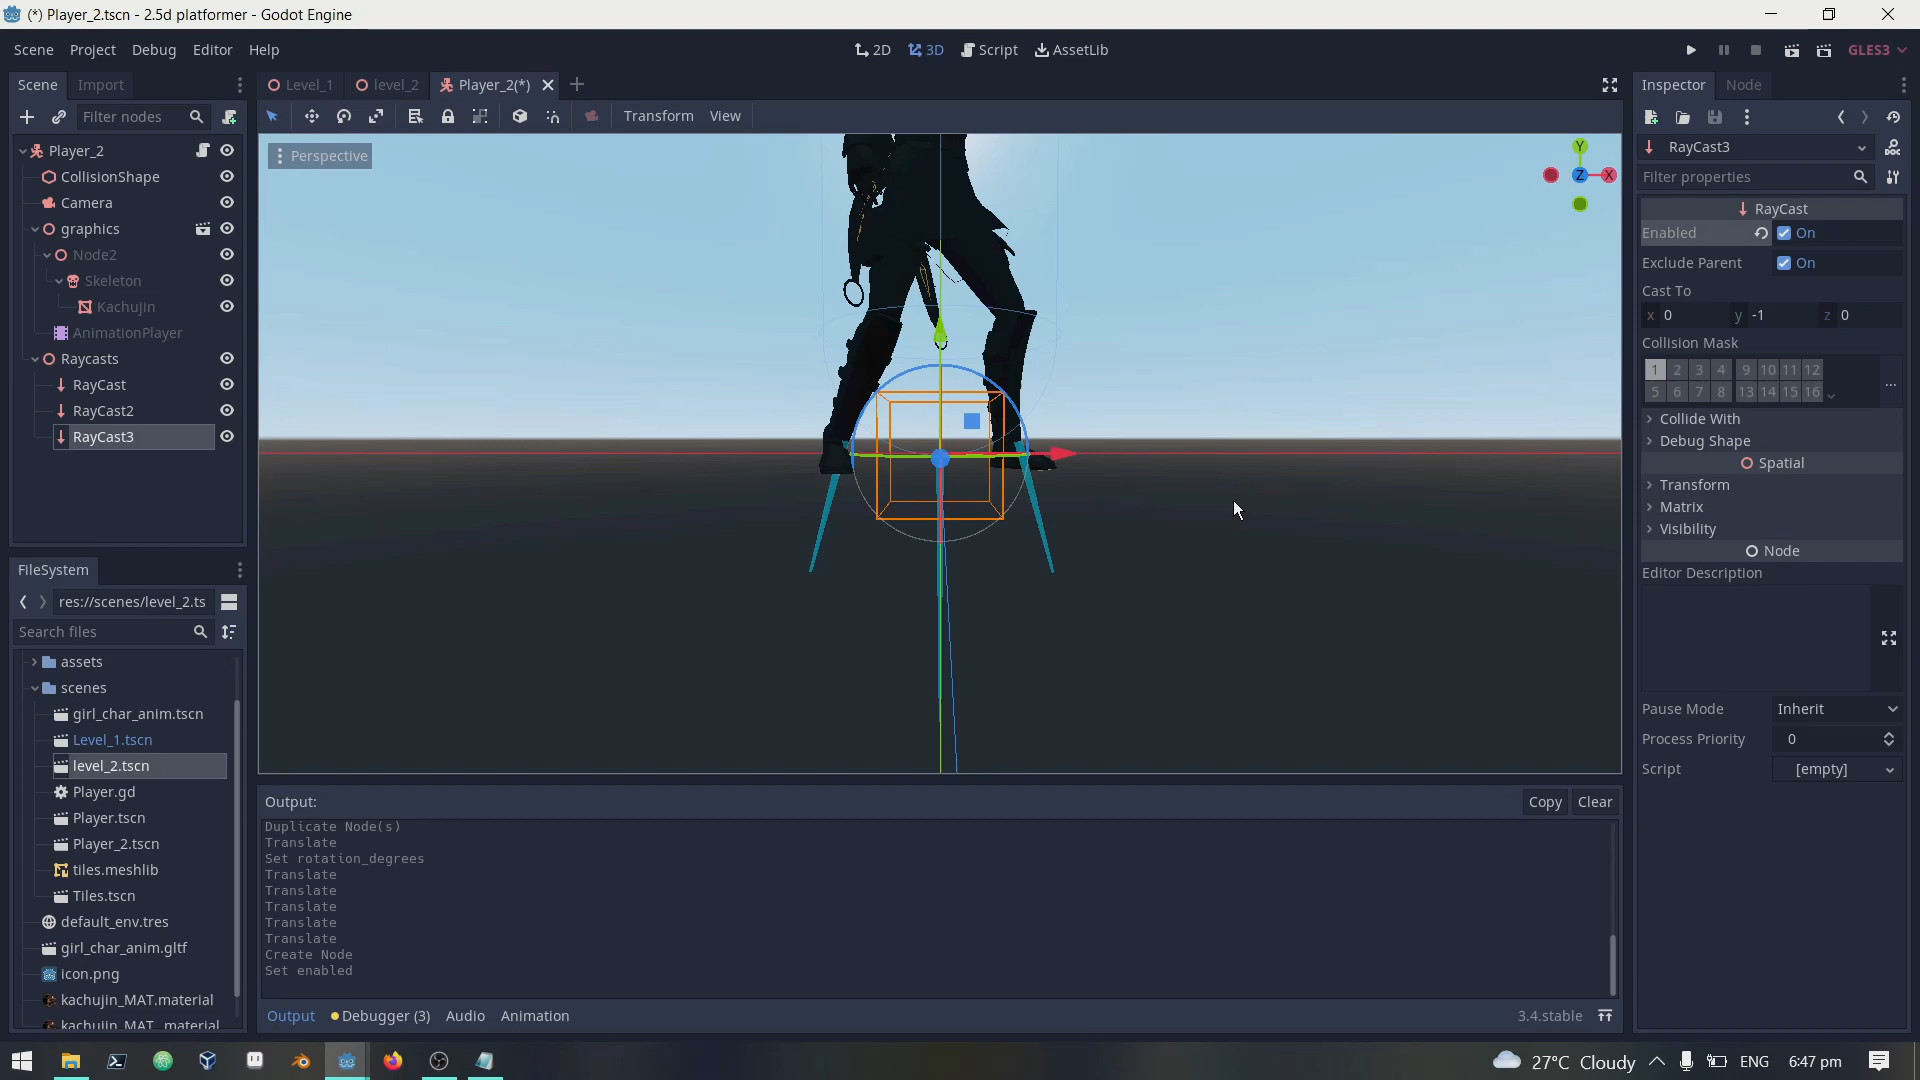 (*) Player_2.tscn - 2.5d platformer - Godot Engine
Scene Project Debug Editor Help
2D 3D Script AssetLib
GLES3
Scene Import
Level_1 level_2 Player_2(*)
Inspector Node
Filter nodes
Transform View
Perspective
Y
Z X
Player_2
CollisionShape
Camera
graphics
Node2
Skeleton
Kachujin
AnimationPlayer
Raycasts
RayCast
RayCast2
RayCast3
RayCast3
Filter properties
RayCast
Enabled On
Exclude Parent On
Cast To
x 0 y -1 z 0
Collision Mask
1 2 3 4 9 10 11 12
5 6 7 8 13 14 15 16
Collide With
Debug Shape
Spatial
Transform
Matrix
Visibility
Node
Editor Description
Pause Mode Inherit
Process Priority 0
Script [empty]
FileSystem
res://scenes/level_2.ts
Search files
assets
scenes
girl_char_anim.tscn
Level_1.tscn
level_2.tscn
Player.gd
Player.tscn
Player_2.tscn
tiles.meshlib
Tiles.tscn
default_env.tres
girl_char_anim.gltf
icon.png
kachujin_MAT.material
kachujin_MAT_.material
Output:
Copy Clear
Duplicate Node(s)
Translate
Set rotation_degrees
Translate
Translate
Translate
Translate
Translate
Create Node
Set enabled
Output Debugger (3) Audio Animation
3.4.stable
27°C Cloudy ENG 6:47 pm